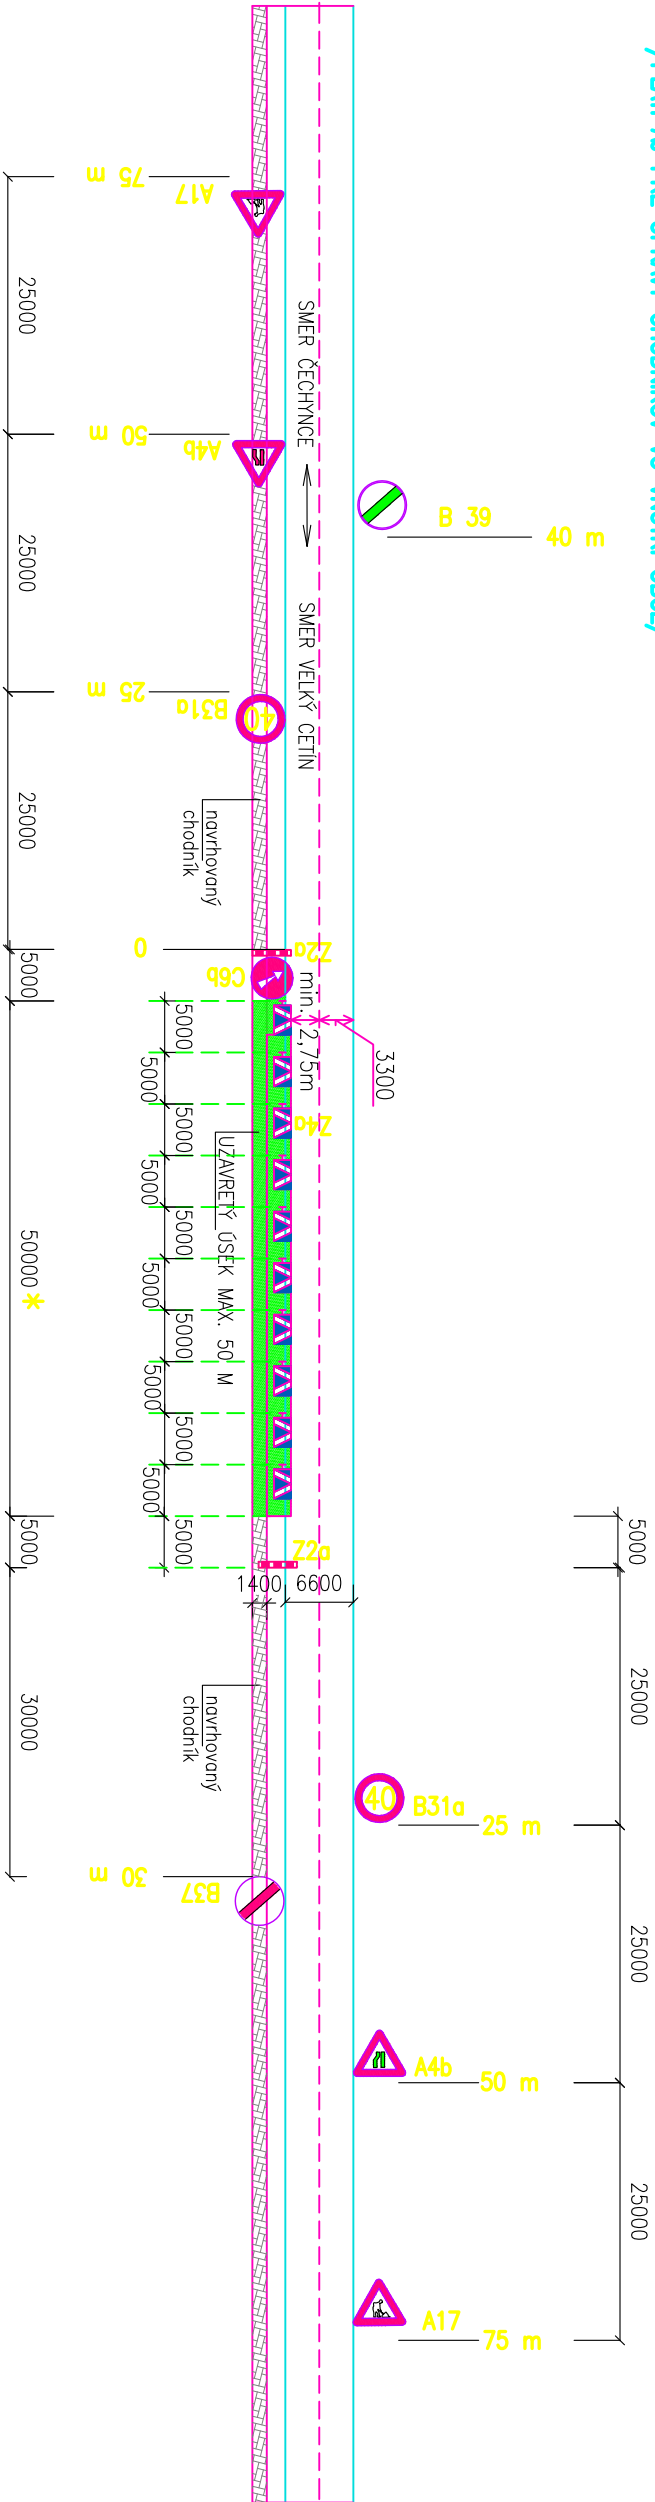 75 m
A17
25000
SMER ČECHYNCE
50 m
A4b
B 39
40 m
25000
SMER VELKÝ CETÍN
25 m
B31a
40
25000
navrhovaný
chodník
0
Z2a
C6b
5000
min. 2,75m
3300
5000
5000
Z4a
5000
UZAVRETÝ ÚSEK MAX. 50 M
5000
5000
50000 *
5000
5000
5000
5000
5000
5000
5000
5000
Z2a
1400
6600
25000
30000
navrhovaný
chodník
40
B31a
25 m
30 m
B37
25000
A4b
50 m
25000
A17
75 m